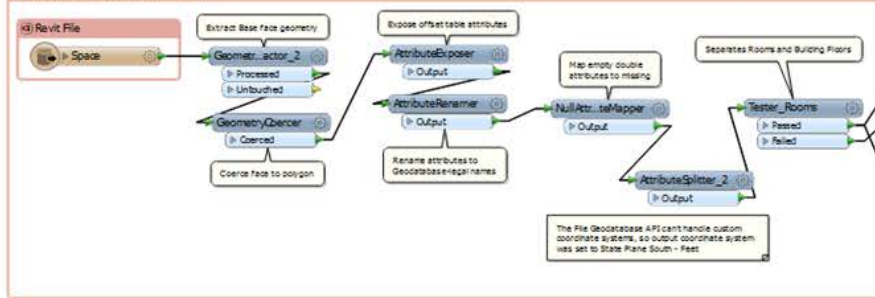 Revit File
Space
Extract Base face geometry
Geometr...actor_2
Processed
Untouched
GeometryCoercer
Coerced
Coerce face to polygon
Expose offset table attributes
AttributeExposer
Output
AttributeRenamer
Output
Rename attributes to
Geodatabase-legal names
Map empty double
attributes to missing
NullAttr...teMapper
Output
AttributeSplitter_2
Output
The File Geodatabase API can't handle custom
coordinate systems, so output coordinate system
was set to State Plane South - Feet
Separates Rooms and Building Floors
Tester_Rooms
Passed
Failed